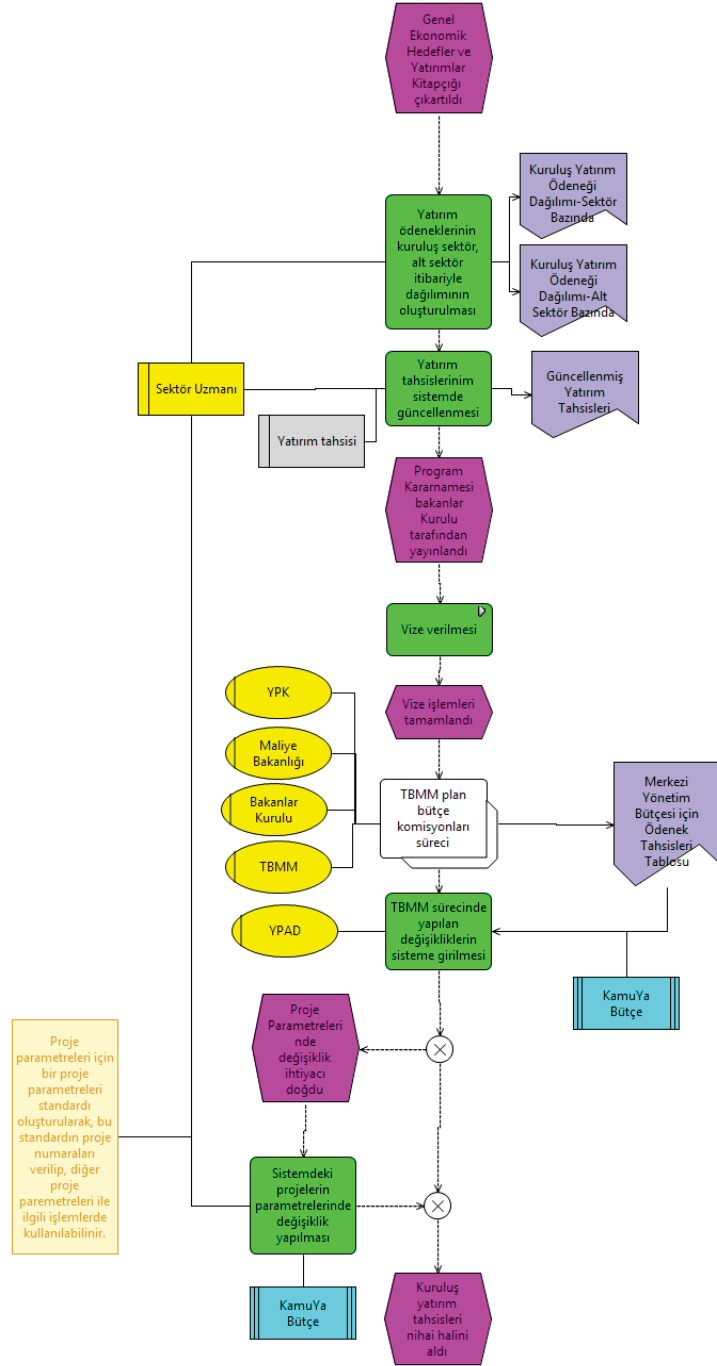 Genel
Ekonomik
Hedefler ve
Yatırımlar
Kitapçığı
çıkartıldı
Kuruluş Yatırım
Ödeneği
Dağılımı-Sektör
Bazında
Yatırım
ödeneklerinin
kuruluş sektör,
alt sektör
itibariyle
dağılımının
oluşturulması
Kuruluş Yatırım
Ödeneği
Dağılımı-Alt
Sektör Bazında
Sektör Uzmanı
Yatırım
tahsislerinim
sistemde
güncellenmesi
Güncellenmiş
Yatırım
Tahsisleri
Yatırım tahsisi
Program
Kararnamesi
bakanlar
Kurulu
tarafından
yayınlandı
Vize verilmesi
YPK
Vize işlemleri
tamamlandı
Maliye
Bakanlığı
Bakanlar
Kurulu
TBMM
TBMM plan
bütçe
komisyonları
süreci
Merkezi
Yönetim
Bütçesi için
Ödenek
Tahsisleri
Tablosu
YPAD
TBMM sürecinde
yapılan
değişikliklerin
sisteme girilmesi
KamuYa
Bütçe
Proje
Parametreleri
nde
değişiklik
ihtiyacı
doğdu
Proje
parametreleri için
bir proje
parametreleri
standardı
oluşturularak, bu
standardın proje
numaraları
verilip, diğer
proje
paremetreleri ile
ilgili işlemlerde
kullanılabilinir.
Sistemdeki
projelerin
parametrelerinde
değişiklik
yapılması
KamuYa
Bütçe
Kuruluş
yatırım
tahsisleri
nihai halini
aldı